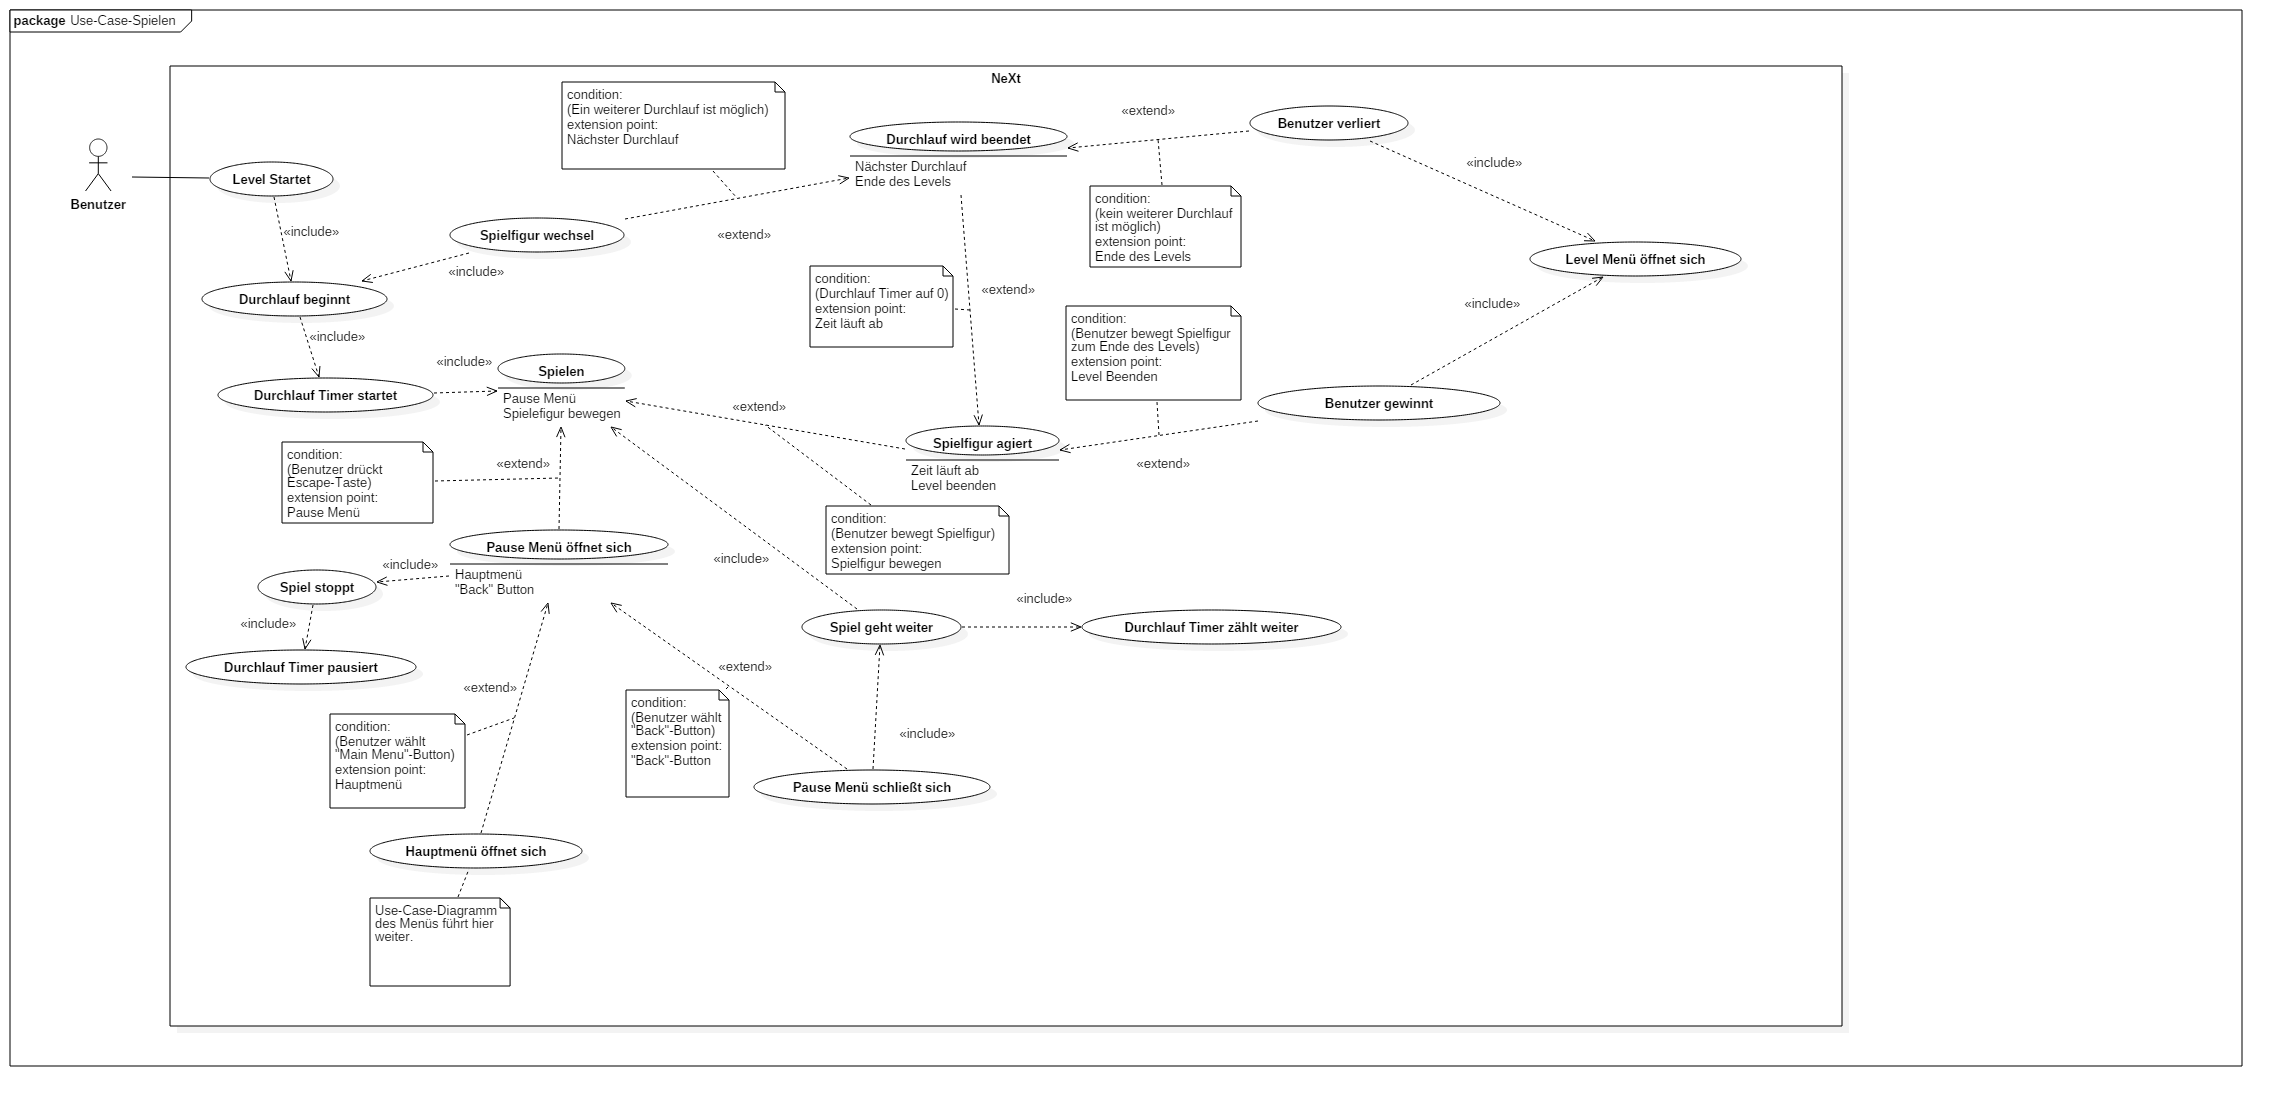 package Use-Case-Spielen
NeXt
condition:
(Ein weiterer Durchlauf ist möglich)
extension point:
Nächster Durchlauf
«extend»
Benutzer verliert
Durchlauf wird beendet
Nächster Durchlauf
Ende des Levels
«include»
Level Startet
Benutzer
condition:
(kein weiterer Durchlauf
ist möglich)
extension point:
Ende des Levels
«include»
Spielfigur wechsel
«extend»
Level Menü öffnet sich
«include»
condition:
(Durchlauf Timer auf 0)
extension point:
Zeit läuft ab
«extend»
Durchlauf beginnt
«include»
condition:
(Benutzer bewegt Spielfigur
zum Ende des Levels)
extension point:
Level Beenden
«include»
«include»
Spielen
Pause Menü
Spielefigur bewegen
Durchlauf Timer startet
«extend»
Benutzer gewinnt
Spielfigur agiert
Zeit läuft ab
Level beenden
«extend»
condition:
(Benutzer drückt
Escape-Taste)
extension point:
Pause Menü
«extend»
condition:
(Benutzer bewegt Spielfigur)
extension point:
Spielfigur bewegen
Pause Menü öffnet sich
Hauptmenü
"Back" Button
«include»
«include»
Spiel stoppt
«include»
«include»
Spiel geht weiter
Durchlauf Timer zählt weiter
Durchlauf Timer pausiert
«extend»
«extend»
condition:
(Benutzer wählt
"Back"-Button)
extension point:
"Back"-Button
condition:
(Benutzer wählt
"Main Menu"-Button)
extension point:
Hauptmenü
«include»
Pause Menü schließt sich
Hauptmenü öffnet sich
Use-Case-Diagramm
des Menüs führt hier
weiter.